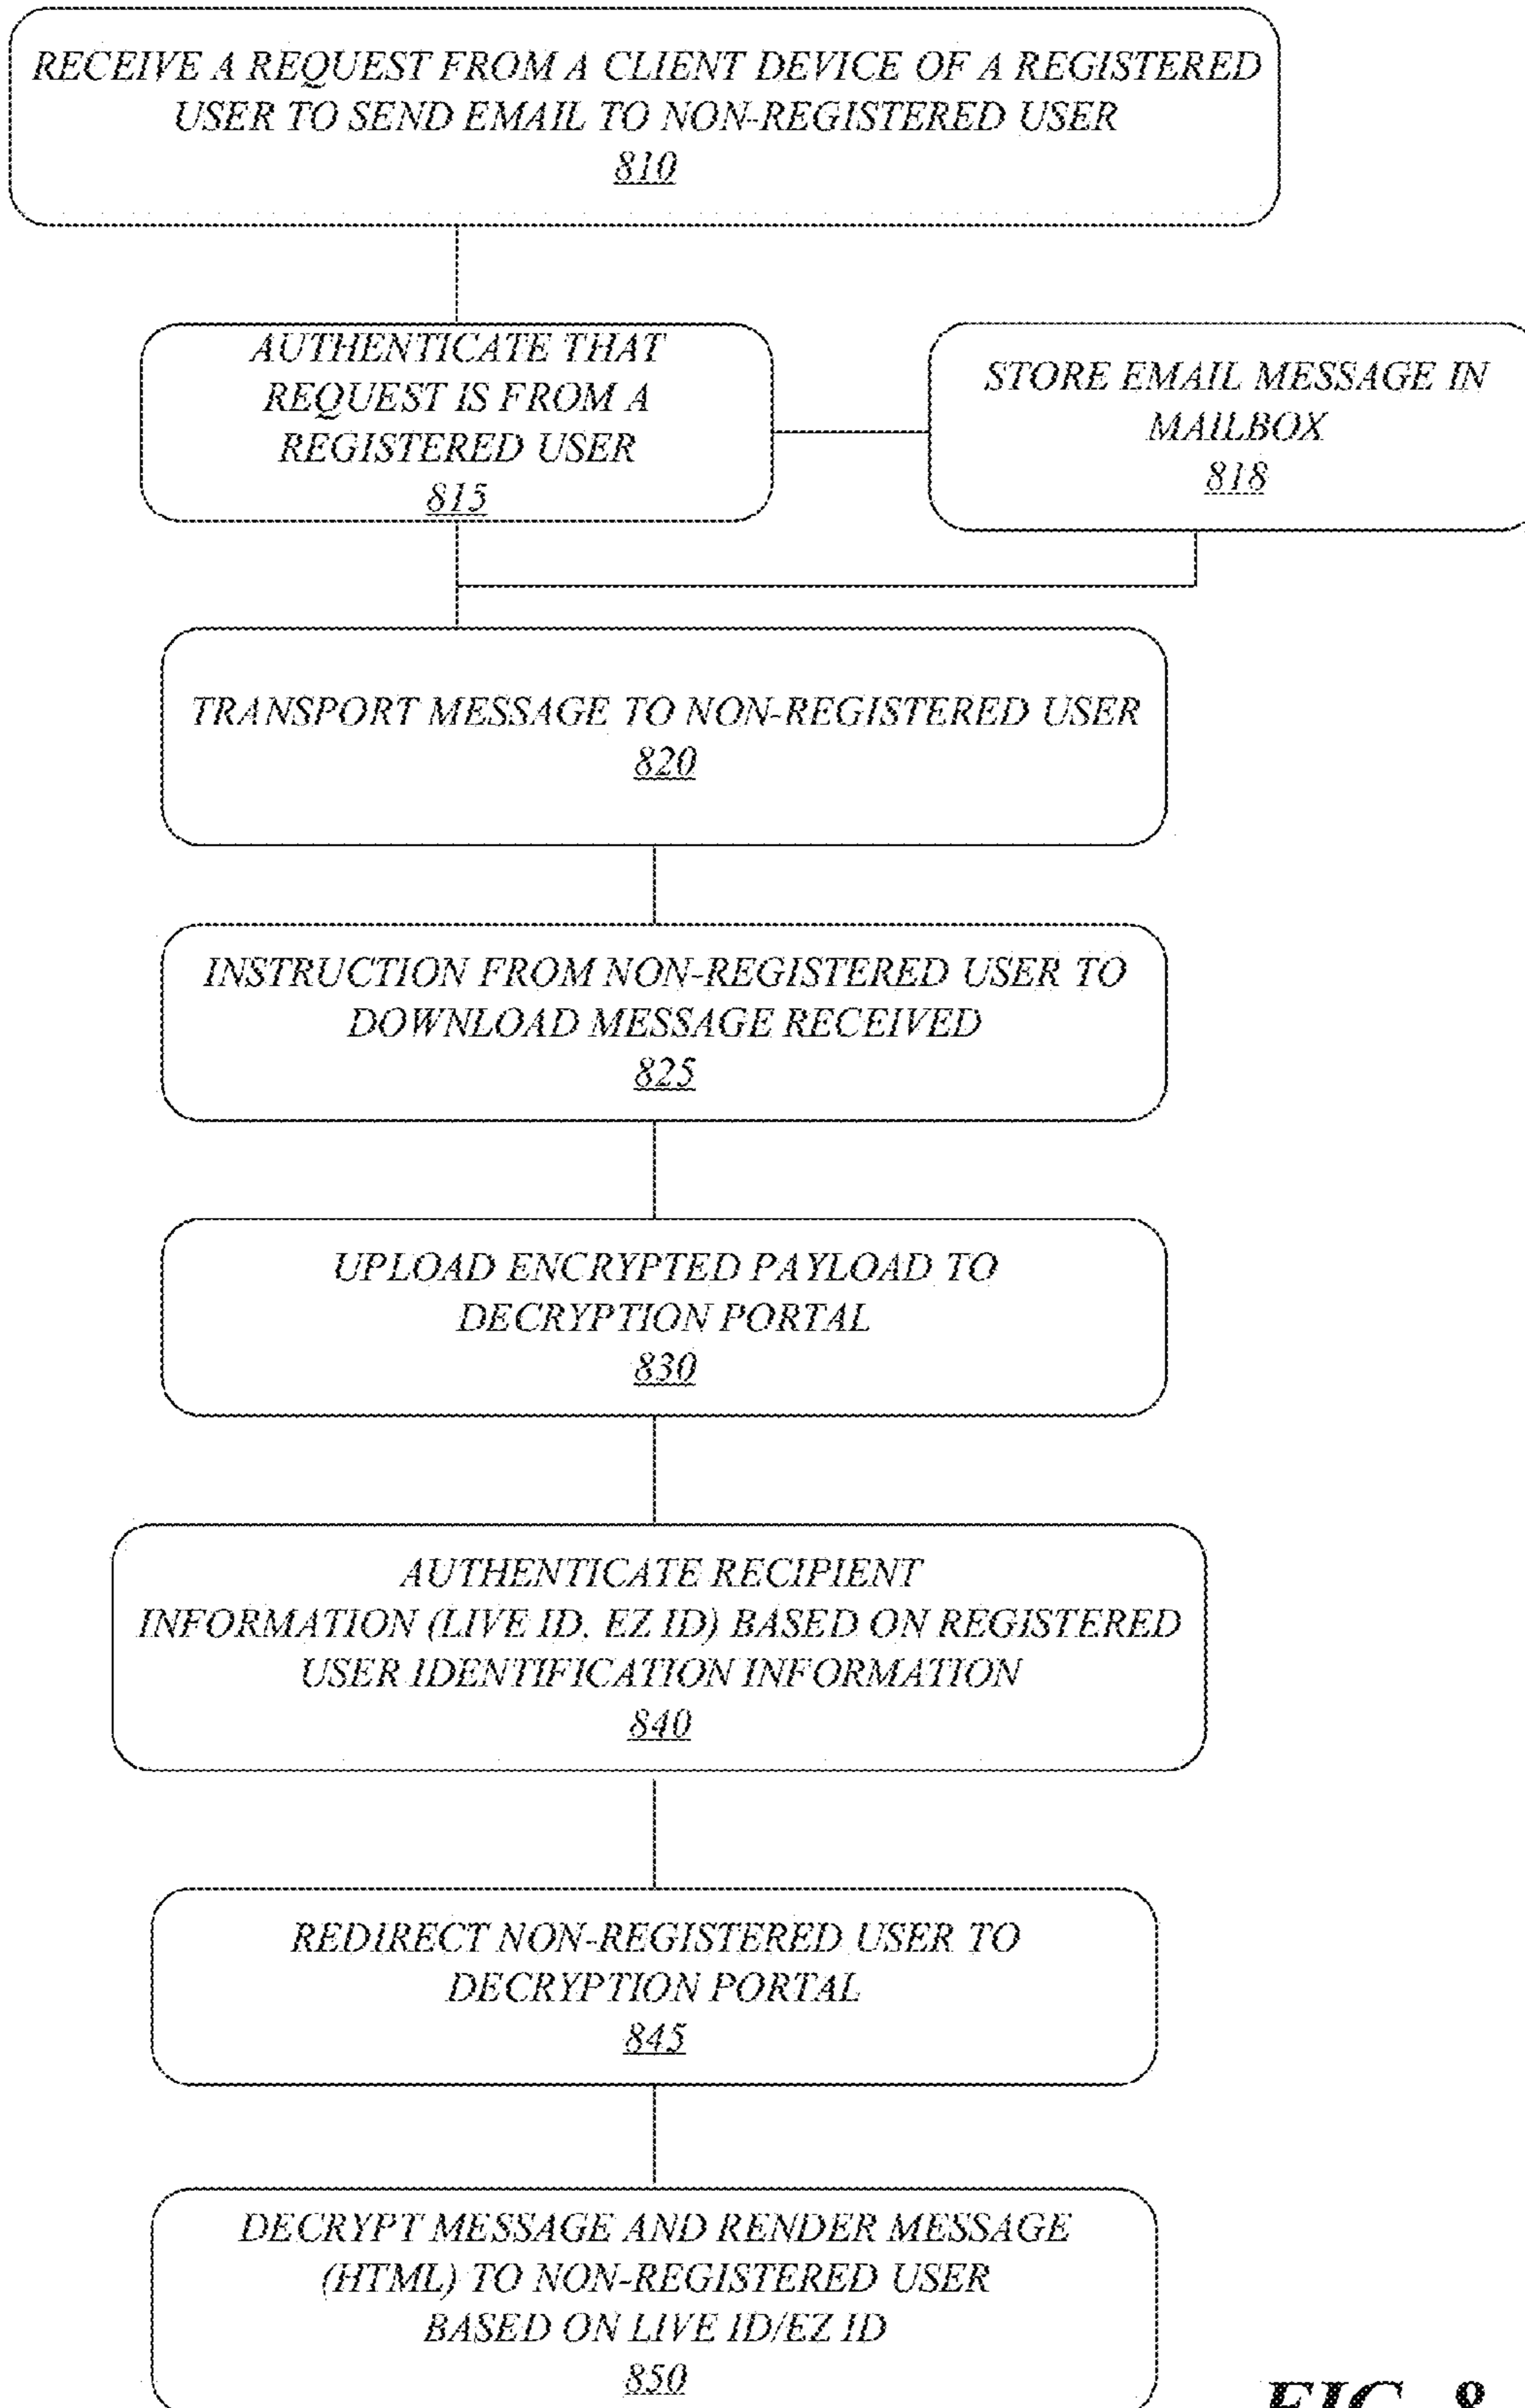 RECEIVE A REQUEST FROM A CLIENT DEVICE OF A REGISTERED
USER TO SEND EMAIL TO NON-REGISTERED USER
810
AUTHENTICATE THAT
REQUEST IS FROM A
REGISTERED USER
815
STORE EMAIL MESSAGE IN
MAILBOX
818
TRANSPORT MESSAGE TO NON-REGISTERED USER
820
INSTRUCTION FROM NON-REGISTERED USER TO
DOWNLOAD MESSAGE RECEIVED
825
UPLOAD ENCRYPTED PAYLOAD TO
DECRYPTION PORTAL
830
AUTHENTICATE RECIPIENT
INFORMATION (LIVE ID, EZ ID) BASED ON REGISTERED
USER IDENTIFICATION INFORMATION
840
REDIRECT NON-REGISTERED USER TO
DECRYPTION PORTAL
845
DECRYPT MESSAGE AND RENDER MESSAGE
(HTML) TO NON-REGISTERED USER
BASED ON LIVE ID/EZ ID
850
FIG. 8